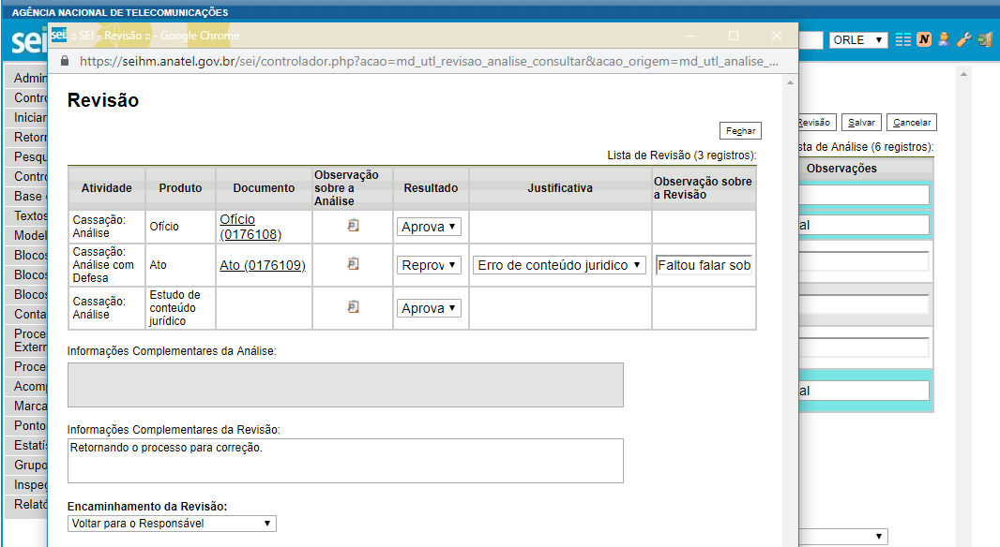 AGÊNCIA NACIONAL DE TELECOMUNICAÇÕES
sei
sei. :: SEI - Revisão :: - Google Chrome
ORLE
https://seihm.anatel.gov.br/sei/controlador.php?acao=md_utl_revisao_analise_consultar&acao_origem=md_utl_analise_...
Revisão
Fechar
Lista de Revisão (3 registros):
Atividade Produto Documento Observação sobre a Análise Resultado Justificativa Observação sobre a Revisão
Cassação: Análise Ofício Ofício (0176108) Aprova
Cassação: Análise com Defesa Ato Ato (0176109) Reprov Erro de conteúdo juridico Faltou falar sob
Cassação: Análise Estudo de conteúdo jurídico Aprova
Informações Complementares da Análise:
Informações Complementares da Revisão:
Retornando o processo para correção.
Encaminhamento da Revisão:
Voltar para o Responsável
Admin
Contro
Iniciar
Retorn
Pesqu
Contro
Base
Textos
Model
Blocos
Blocos
Blocos
Conta
Proce
Extern
Proce
Acomp
Marca
Ponto
Estatís
Grupo
Inspeç
Relató
Revisão Salvar Cancelar
sta de Análise (6 registros):
Observações
al
al